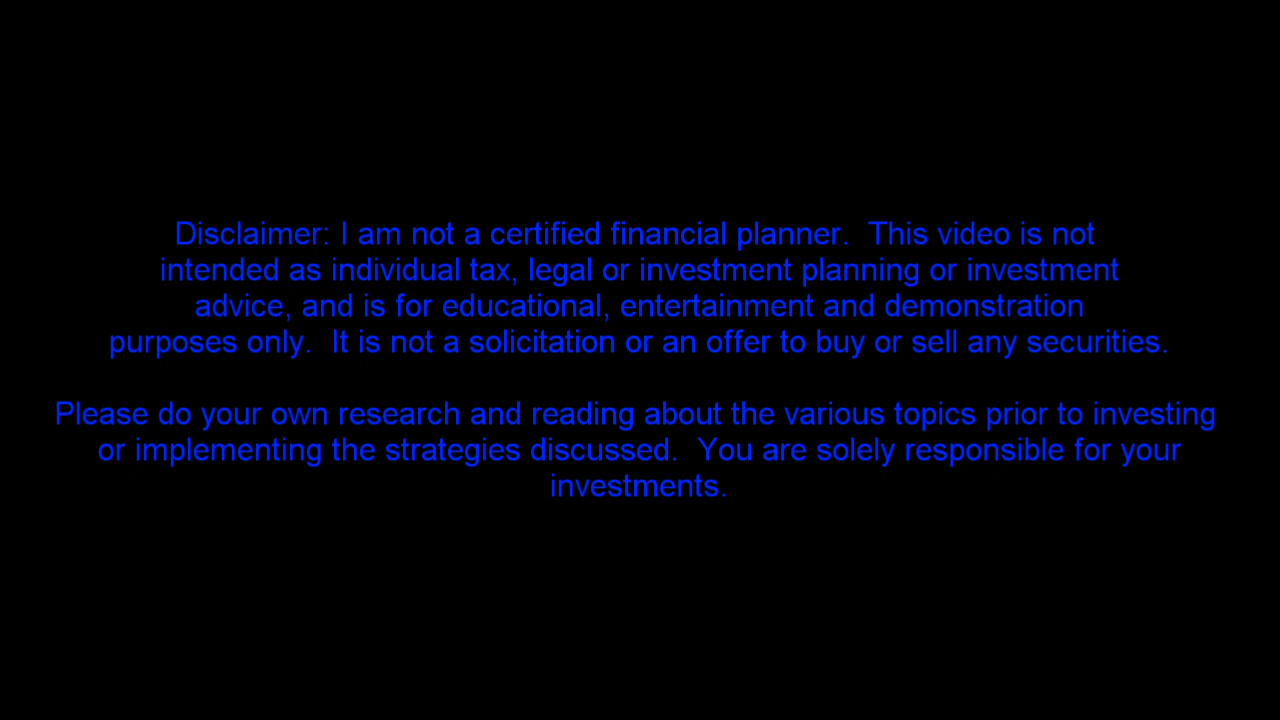 Disclaimer: I am not a certified financial planner.  This video is not
intended as individual tax, legal or investment planning or investment
advice, and is for educational, entertainment and demonstration
purposes only.  It is not a solicitation or an offer to buy or sell any securities.
Please do your own research and reading about the various topics prior to investing
or implementing the strategies discussed.  You are solely responsible for your
investments.